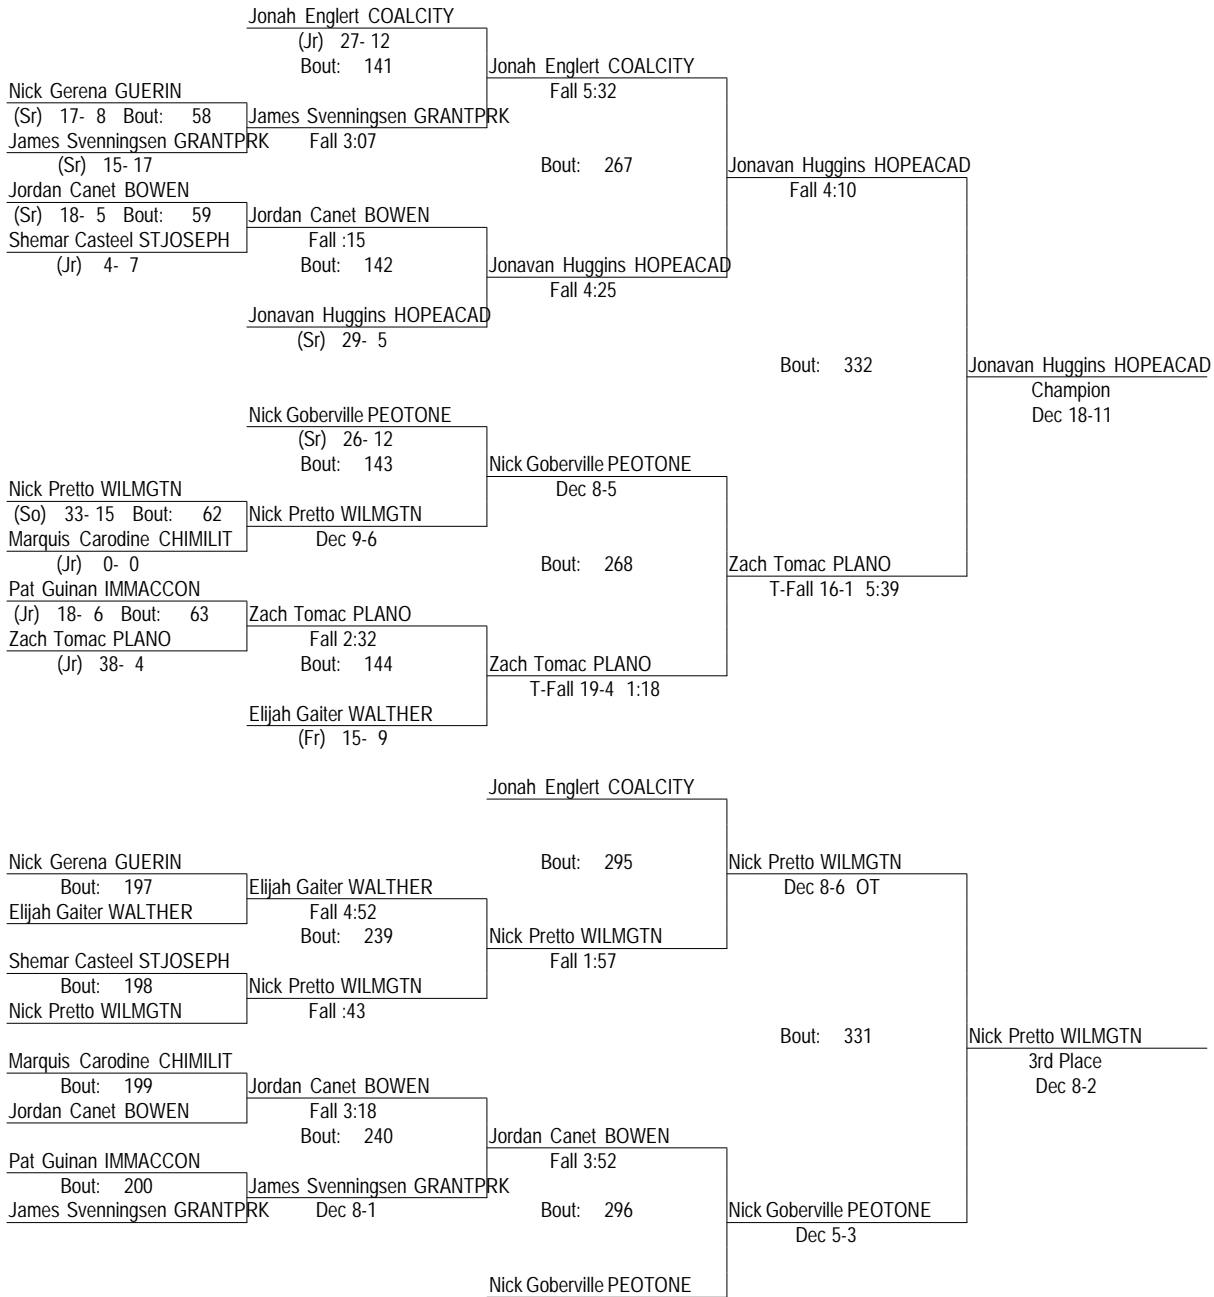 Jonah Englert COALCITY
(Jr) 27- 12
Bout: 141
Jonah Englert COALCITY
Fall 5:32
Nick Gerena GUERIN
(Sr) 17- 8 Bout: 58
James Svenningsen GRANTPRK
Fall 3:07
James Svenningsen GRANTPRK
(Sr) 15- 17
Bout: 267
Jonavan Huggins HOPEACAD
Fall 4:10
Jordan Canet BOWEN
(Sr) 18- 5 Bout: 59
Jordan Canet BOWEN
Fall :15
Shemar Casteel STJOSEPH
(Jr) 4- 7
Bout: 142
Jonavan Huggins HOPEACAD
Fall 4:25
Jonavan Huggins HOPEACAD
(Sr) 29- 5
Bout: 332
Jonavan Huggins HOPEACAD
Champion
Dec 18-11
Nick Goberville PEOTONE
(Sr) 26- 12
Bout: 143
Nick Goberville PEOTONE
Dec 8-5
Nick Pretto WILMGTN
(So) 33- 15 Bout: 62
Nick Pretto WILMGTN
Dec 9-6
Marquis Carodine CHIMILIT
(Jr) 0- 0
Bout: 268
Zach Tomac PLANO
T-Fall 16-1 5:39
Pat Guinan IMMACCON
(Jr) 18- 6 Bout: 63
Zach Tomac PLANO
Fall 2:32
Zach Tomac PLANO
(Jr) 38- 4
Bout: 144
Zach Tomac PLANO
T-Fall 19-4 1:18
Elijah Gaiter WALTHER
(Fr) 15- 9
Jonah Englert COALCITY
Bout: 295
Nick Pretto WILMGTN
Dec 8-6 OT
Nick Gerena GUERIN
Bout: 197
Elijah Gaiter WALTHER
Fall 4:52
Elijah Gaiter WALTHER
Bout: 239
Nick Pretto WILMGTN
Fall 1:57
Shemar Casteel STJOSEPH
Bout: 198
Nick Pretto WILMGTN
Fall :43
Nick Pretto WILMGTN
Bout: 331
Nick Pretto WILMGTN
3rd Place
Dec 8-2
Marquis Carodine CHIMILIT
Bout: 199
Jordan Canet BOWEN
Fall 3:18
Jordan Canet BOWEN
Bout: 240
Jordan Canet BOWEN
Fall 3:52
Pat Guinan IMMACCON
Bout: 200
James Svenningsen GRANTPRK
Dec 8-1
James Svenningsen GRANTPRK
Bout: 296
Nick Goberville PEOTONE
Dec 5-3
Nick Goberville PEOTONE